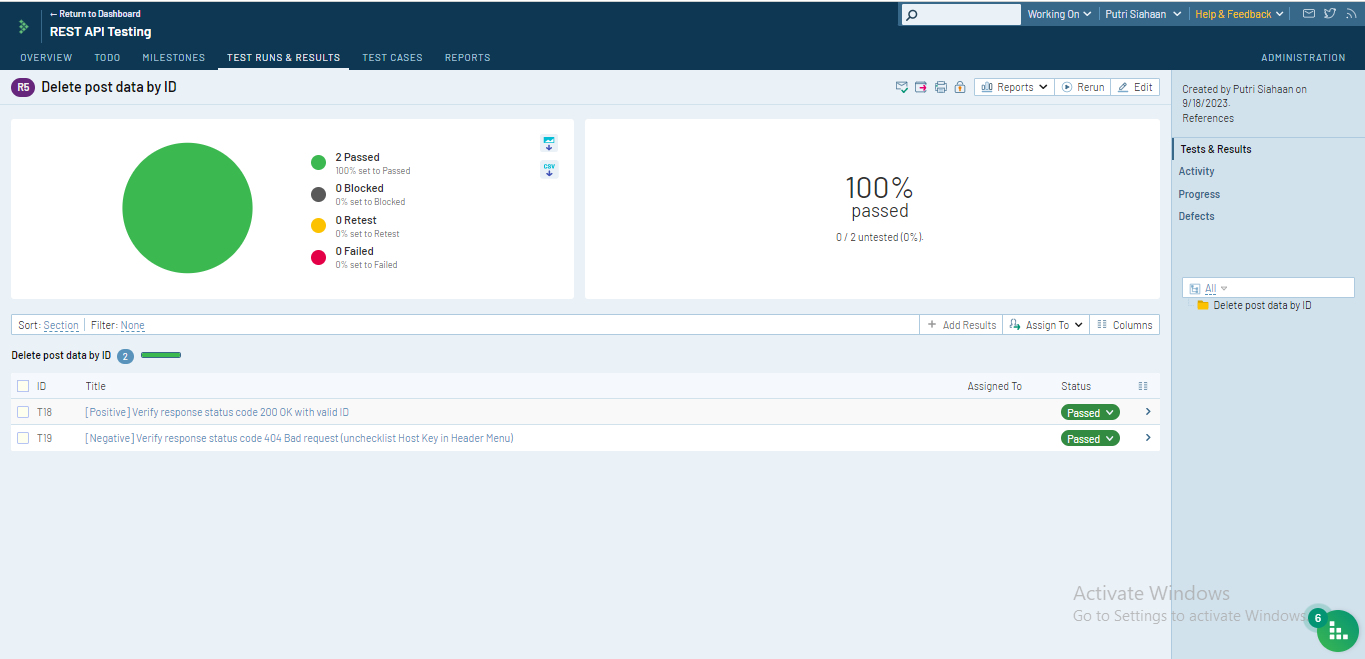 ← Return to Dashboard
REST API Testing
Working On
Putri Siahaan
Help & Feedback
OVERVIEW TODO MILESTONES TEST RUNS & RESULTS TEST CASES REPORTS ADMINISTRATION
R5 Delete post data by ID
Reports Rerun Edit
2 Passed
100% set to Passed
0 Blocked
0% set to Blocked
0 Retest
0% set to Retest
0 Failed
0% set to Failed
CSV
100%
passed
0 / 2 untested (0%).
Sort: Section Filter: None
+ Add Results Assign To Columns
Delete post data by ID 2
ID Title Assigned To Status
T18 [Positive] Verify response status code 200 OK with valid ID Passed
T19 [Negative] Verify response status code 404 Bad request (unchecklist Host Key in Header Menu) Passed
Created by Putri Siahaan on
9/18/2023.
References
Tests & Results
Activity
Progress
Defects
All
Delete post data by ID
Activate Windows
Go to Settings to activate Windows.
6